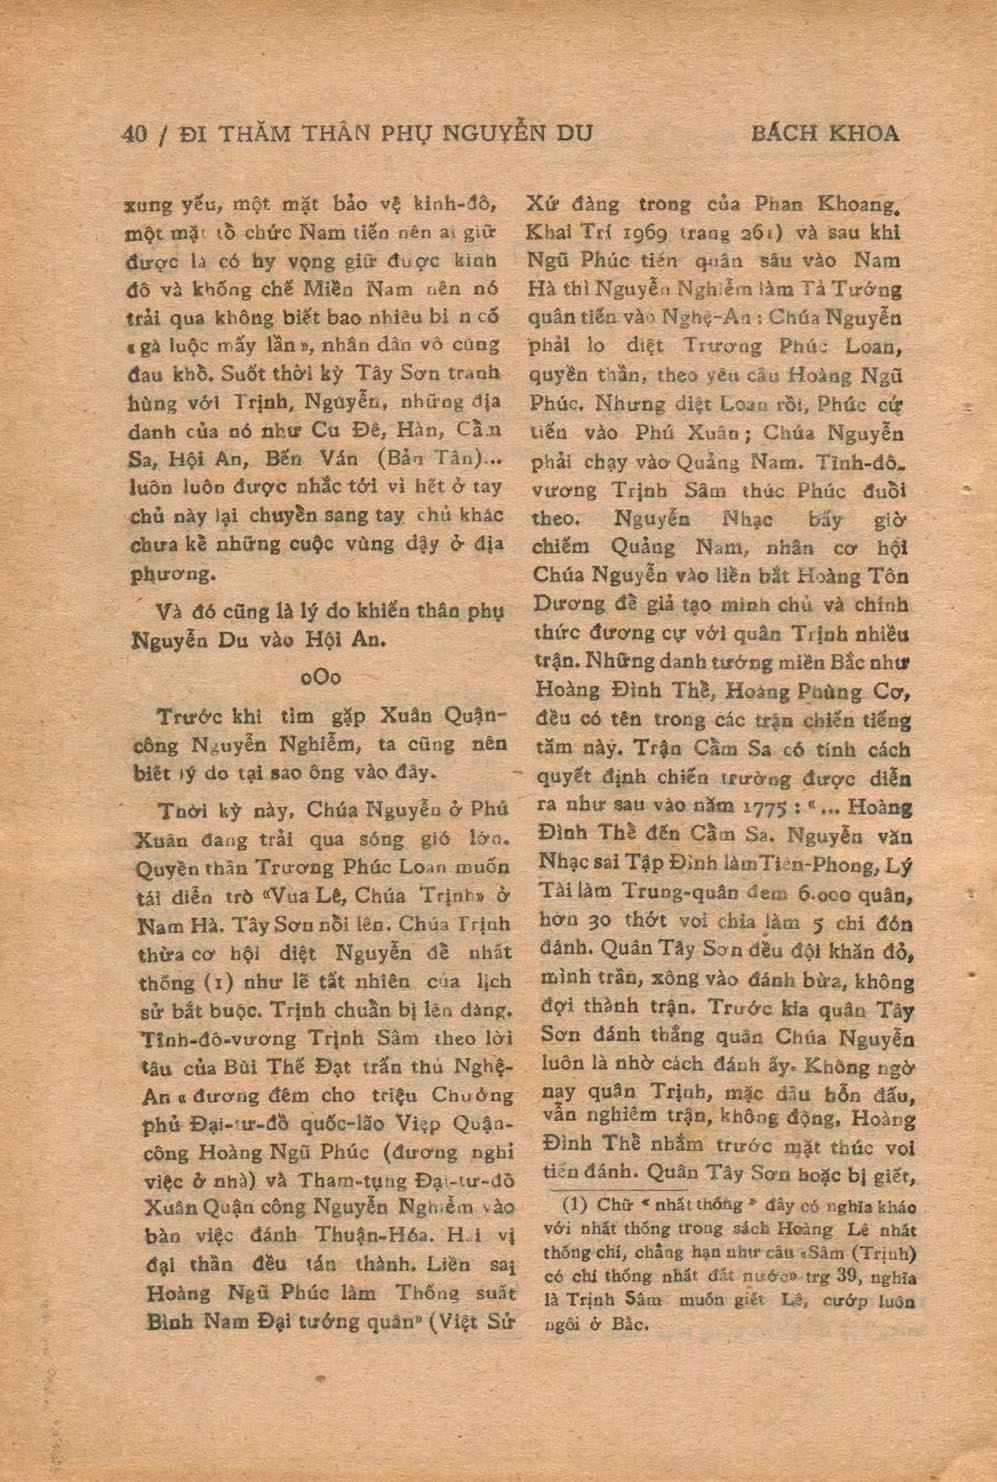 40 / ĐI THĂM THÂN PHỤ NGUYỄN DU BÁCH KHOA
xung yếu, một mặt bảo vệ kinh-đô,
một mặt tồ chức Nam tiến nên ai giữ
được là có hy vọng giữ được kinh
đô và khống chế Miền Nam nên nó
trải qua không biết bao nhiêu bi n cố
« gà luộc mấy lần », nhân dân vô cùng
đau khồ. Suốt thời kỳ Tây Sơn tranh
hùng với Trịnh, Nguyễn, những địa
danh của nó như Cu Đê, Hàn, Cầm
Sa, Hội An, Bến Ván (Bản Tân)...
luôn luôn được nhắc tới vì hết ở tay
chủ này lại chuyền sang tay chủ khác
chưa kề những cuộc vùng dậy ở địa
phương.
Và đó cũng là lý do khiến thân phụ
Nguyễn Du vào Hội An.
oOo
Trước khi tìm gặp Xuân Quận-
công Nguyễn Nghiễm, ta cũng nên
biết lý do tại sao ông vào đây.
Thời kỳ này, Chúa Nguyễn ở Phú
Xuân đang trải qua sóng gió lớn.
Quyền thần Trương Phúc Loan muốn
tái diễn trò «Vua Lê, Chúa Trịnh» ở
Nam Hà. Tây Sơn nồi lên. Chúa Trịnh
thừa cơ hội diệt Nguyễn đề nhất
thống (1) như lẽ tất nhiên của lịch
sử bắt buộc. Trịnh chuần bị lên đàng.
Tĩnh-đô-vương Trịnh Sâm theo lời
tâu của Bùi Thế Đạt trấn thủ Nghệ-
An « đương đêm cho triệu Chưởng
phủ Đại-tư-đồ quốc-lão Việp Quận-
công Hoàng Ngũ Phúc (đương nghỉ
việc ở nhà) và Tham-tụng Đại-tư-đồ
Xuân Quận công Nguyễn Nghiễm vào
bàn việc đánh Thuận-Hóa. Hai vị
đại thần đều tán thành. Liền sai
Hoàng Ngũ Phúc làm Thống suất
Bình Nam Đại tướng quân» (Việt Sử
Xứ đàng trong của Phan Khoang.
Khai Trí 1969 trang 261) và sau khi
Ngũ Phúc tiến quân sâu vào Nam
Hà thì Nguyễn Nghiễm làm Tả Tướng
quân tiến vào Nghệ-An : Chúa Nguyễn
phải lo diệt Trương Phúc Loan,
quyền thần, theo yêu cầu Hoàng Ngũ
Phúc. Nhưng diệt Loan rồi, Phúc cứ
tiến vào Phú Xuân ; Chúa Nguyễn
phải chạy vào Quảng Nam. Tĩnh-đô-
vương Trịnh Sâm thúc Phúc đuồi
theo. Nguyễn Nhạc bấy giờ
chiếm Quảng Nam, nhân cơ hội
Chúa Nguyễn vào liền bắt Hoàng Tôn
Dương đề giả tạo minh chủ và chính
thức đương cự với quân Trịnh nhiều
trận. Những danh tướng miền Bắc như
Hoàng Đình Thề, Hoàng Phùng Cơ,
đều có tên trong các trận chiến tiếng
tăm này. Trận Cầm Sa có tính cách
quyết định chiến trường được diễn
ra như sau vào năm 1775 : « ... Hoàng
Đình Thề đến Cầm Sa. Nguyễn văn
Nhạc sai Tập Đình làm Tiên-Phong, Lý
Tài làm Trung-quân đem 6.000 quân,
hơn 30 thớt voi chia làm 5 chi đón
đánh. Quân Tây Sơn đều đội khăn đỏ,
mình trần, xông vào đánh bừa, không
đợi thành trận. Trước kia quân Tây
Sơn đánh thắng quân Chúa Nguyễn
luôn là nhờ cách đánh ấy. Không ngờ
nay quân Trịnh, mặc dầu hỗn đấu,
vẫn nghiêm trận, không động, Hoàng
Đình Thề nhắm trước mặt thúc voi
tiến đánh. Quân Tây Sơn hoặc bị giết,
(1) Chữ « nhất thống » đây có nghĩa khác
với nhất thống trong sách Hoàng Lê nhất
thống chí, chẳng hạn như câu «Sâm (Trịnh)
có chí thống nhất đất nước» trg 39, nghĩa
là Trịnh Sâm muốn giết Lê, cướp luôn
ngôi ở Bắc.